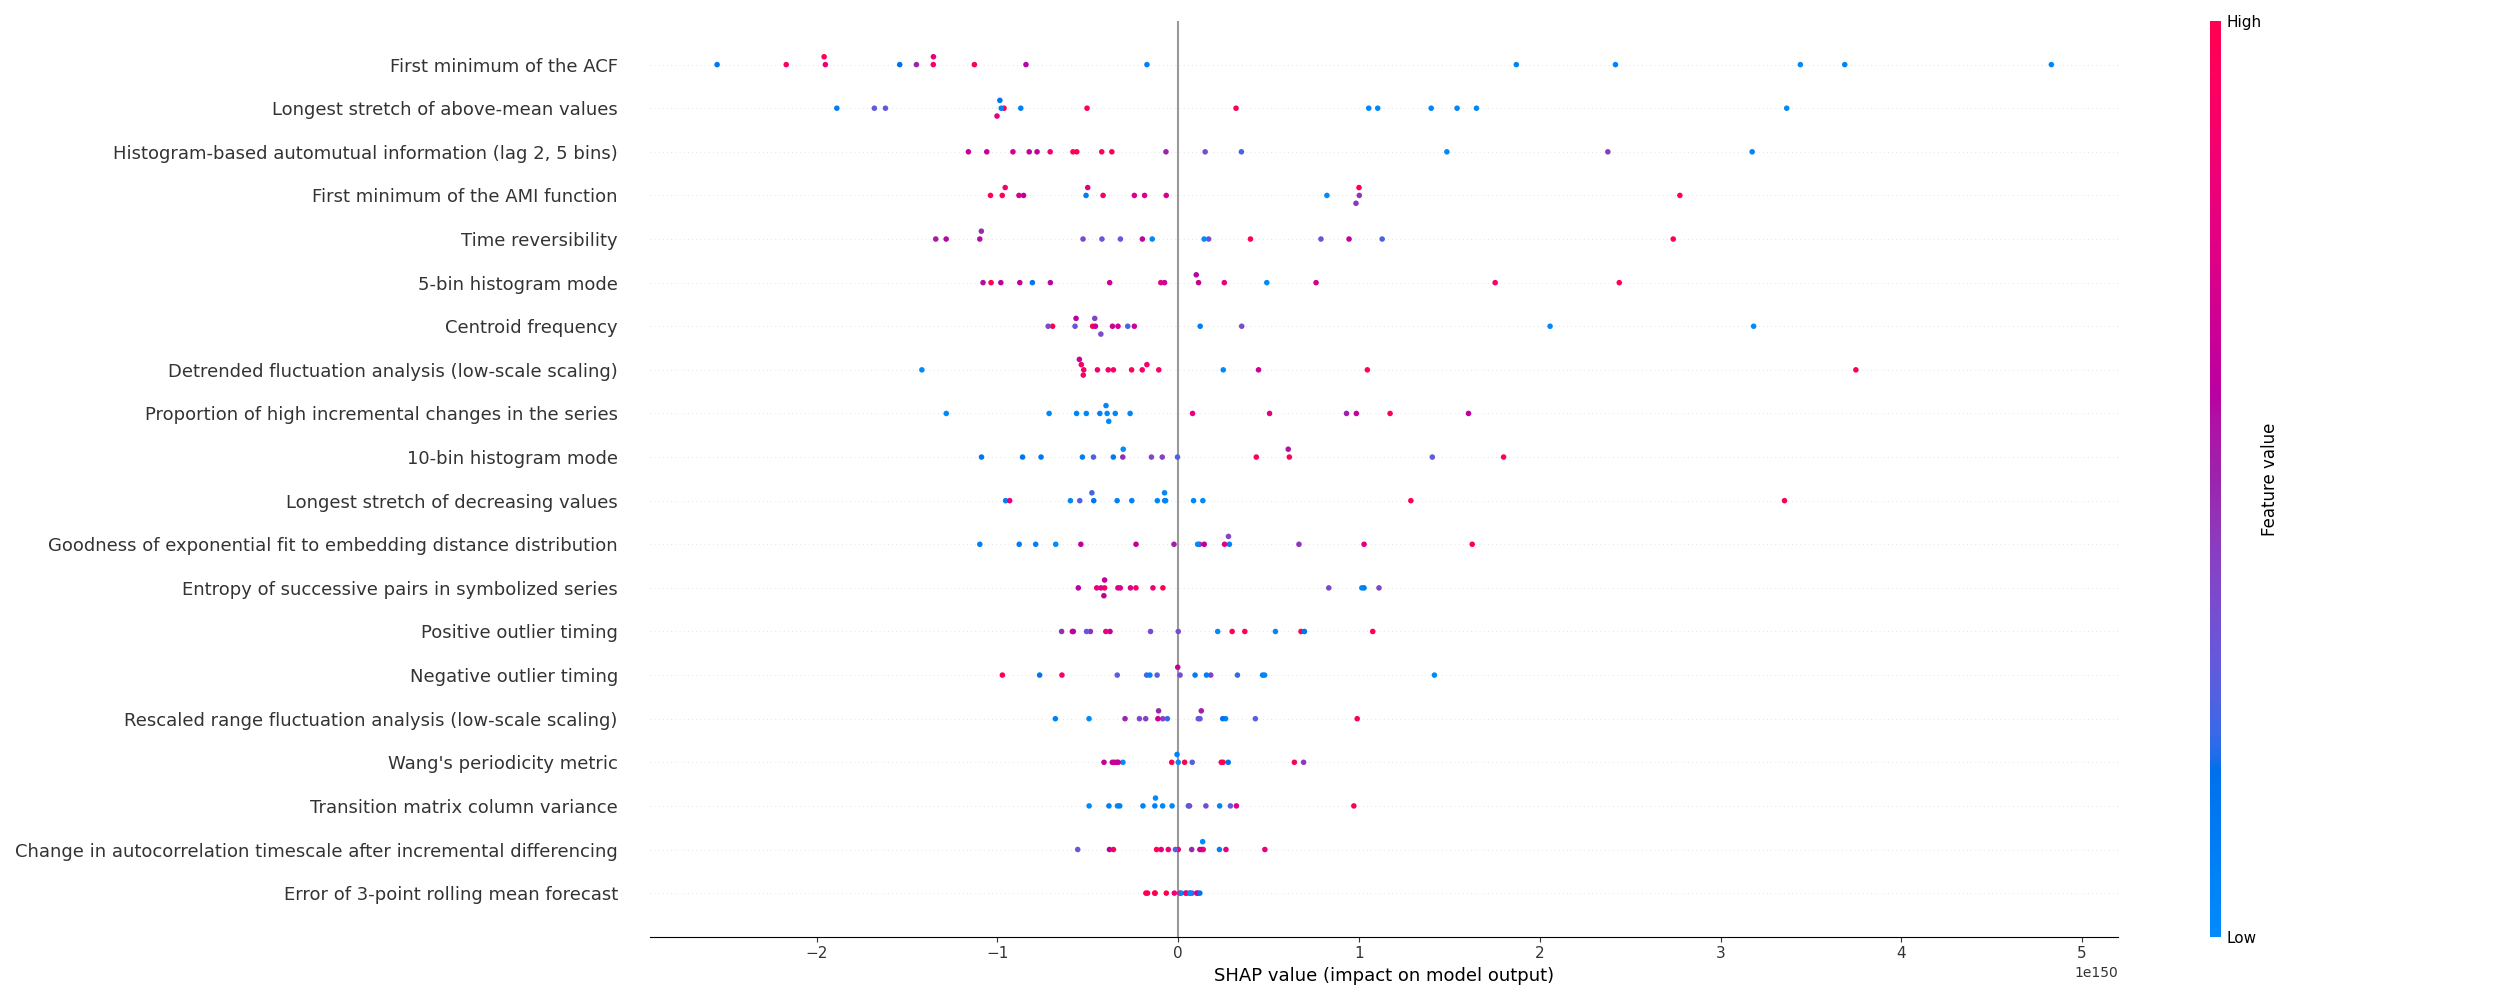 First minimum of the ACF
Longest stretch of above-mean values
Histogram-based automutual information (lag 2, 5 bins)
First minimum of the AMI function
Time reversibility
5-bin histogram mode
Centroid frequency
Detrended fluctuation analysis (low-scale scaling)
Proportion of high incremental changes in the series
10-bin histogram mode
Longest stretch of decreasing values
Goodness of exponential fit to embedding distance distribution
Entropy of successive pairs in symbolized series
Positive outlier timing
Negative outlier timing
Rescaled range fluctuation analysis (low-scale scaling)
Wang's periodicity metric
Transition matrix column variance
Change in autocorrelation timescale after incremental differencing
Error of 3-point rolling mean forecast
−2 −1 0 1 2 3 4 5
1e150
SHAP value (impact on model output)
High
Feature value
Low